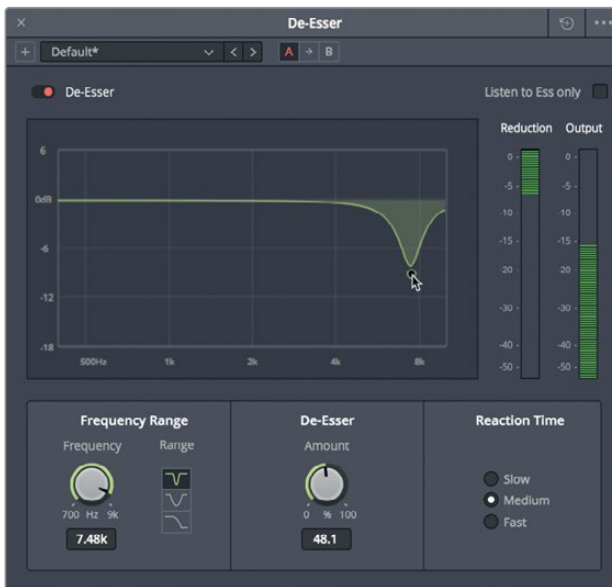 De-Esser
Default*
A B
De-Esser
Listen to Ess only
Reduction Output
6
0dB
-6
-12
-18
500Hz 1k 2k 4k 8k
0 - 0 -
-5 - -5 -
-10 - -10 -
-15 - -15 -
20 - 20 -
-30 - -30 -
-40 - -40 -
-50 - -50 -
Frequency Range
Frequency Range
700 Hz 9k
7.48k
De-Esser
Amount
0 % 100
48.1
Reaction Time
Slow
Medium
Fast